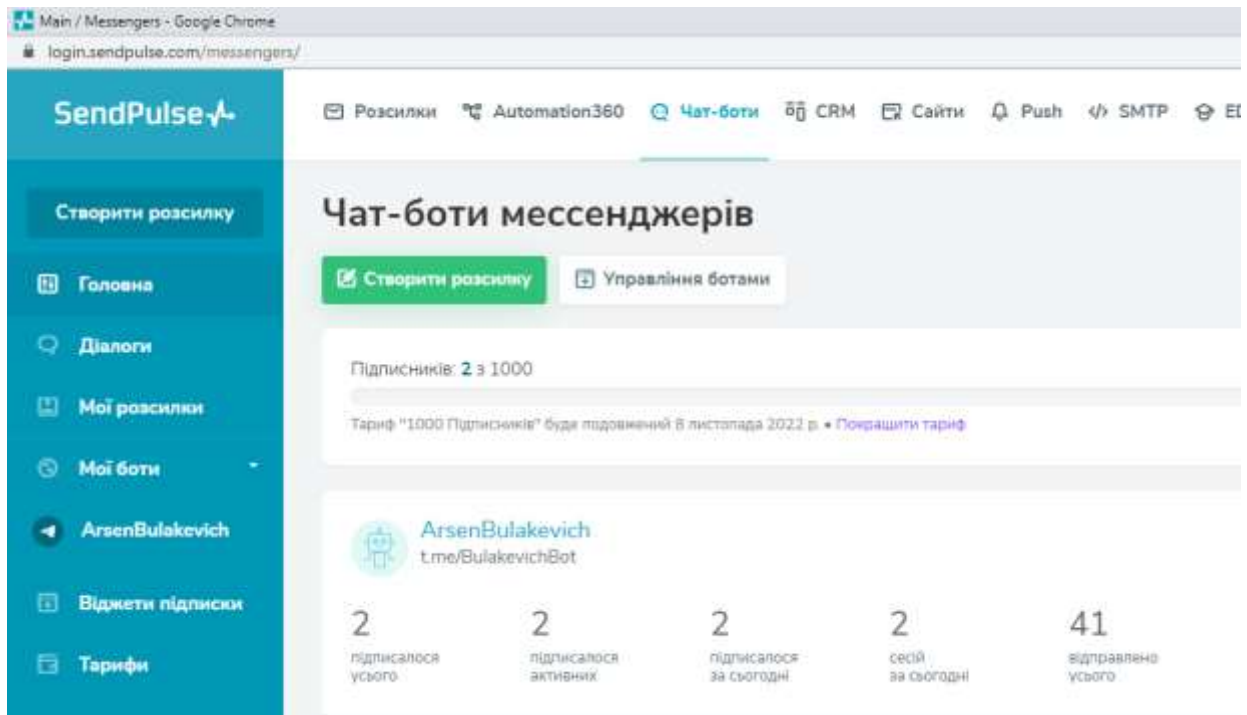 Main / Messengers - Google Chrome
login.sendpulse.com/messengers/
SendPulse
Розсилки Automation360 Чат-боти CRM Сайти Push SMTP
Створити розсилку
Чат-боти мессенджерів
Створити розсилку Управління ботами
Головна
Діалоги
Мої розсилки
Мої боти
ArsenBulakevich
Віджети підписки
Тарифи
Підписників: 2 з 1000
Тариф "1000 Підписників" буде подовжений 8 листопада 2022 р. • Покращити тариф
ArsenBulakevich
t.me/BulakevichBot
2 2 2 2 41
підписалося підписалося підписалося сесій відправлено
усього активних за сьогодні за сьогодні усього